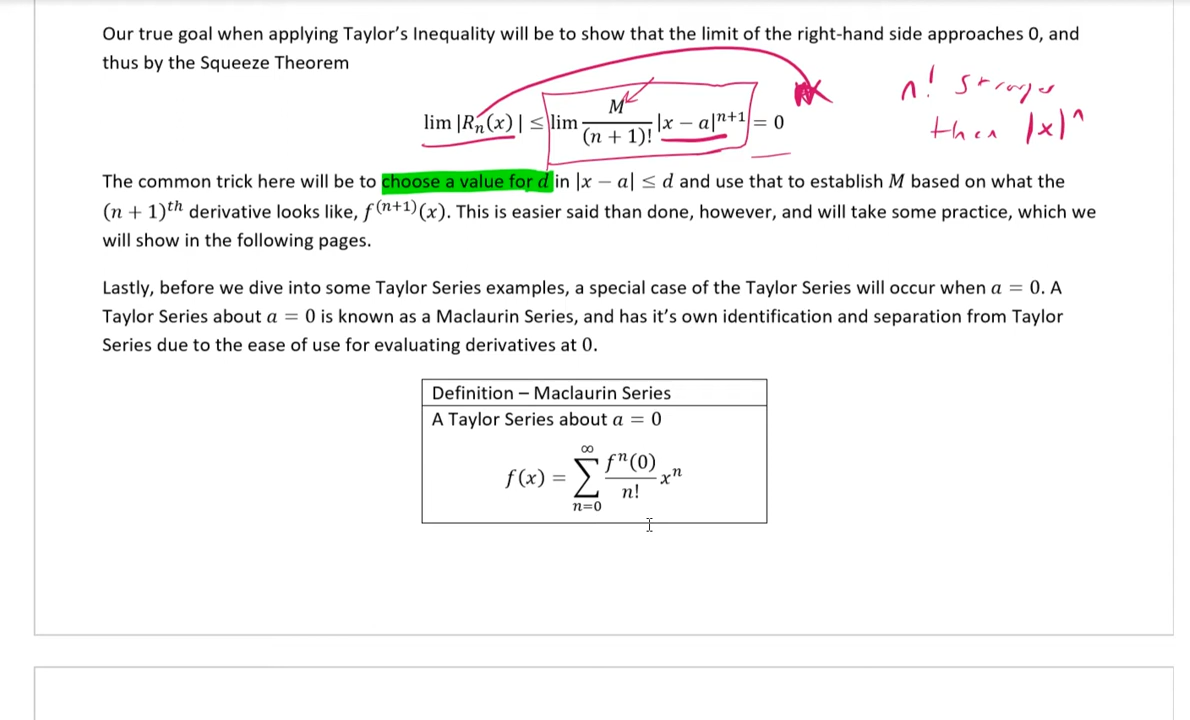 Our true goal when applying Taylor's Inequality will be to show that the limit of the right-hand side approaches 0, and
thus by the Squeeze Theorem
n! stronger
lim |Rₙ(x)| ≤ lim M/(n + 1)! |x − a|ⁿ⁺¹ = 0
then |x|ⁿ
The common trick here will be to choose a value for d in |x − a| ≤ d and use that to establish M based on what the
(n + 1)ᵗʰ derivative looks like, f⁽ⁿ⁺¹⁾(x). This is easier said than done, however, and will take some practice, which we
will show in the following pages.
Lastly, before we dive into some Taylor Series examples, a special case of the Taylor Series will occur when a = 0. A
Taylor Series about a = 0 is known as a Maclaurin Series, and has it's own identification and separation from Taylor
Series due to the ease of use for evaluating derivatives at 0.
Definition – Maclaurin Series
A Taylor Series about a = 0
f(x) = ∑_{n=0}^{∞} fⁿ(0)/n! xⁿ